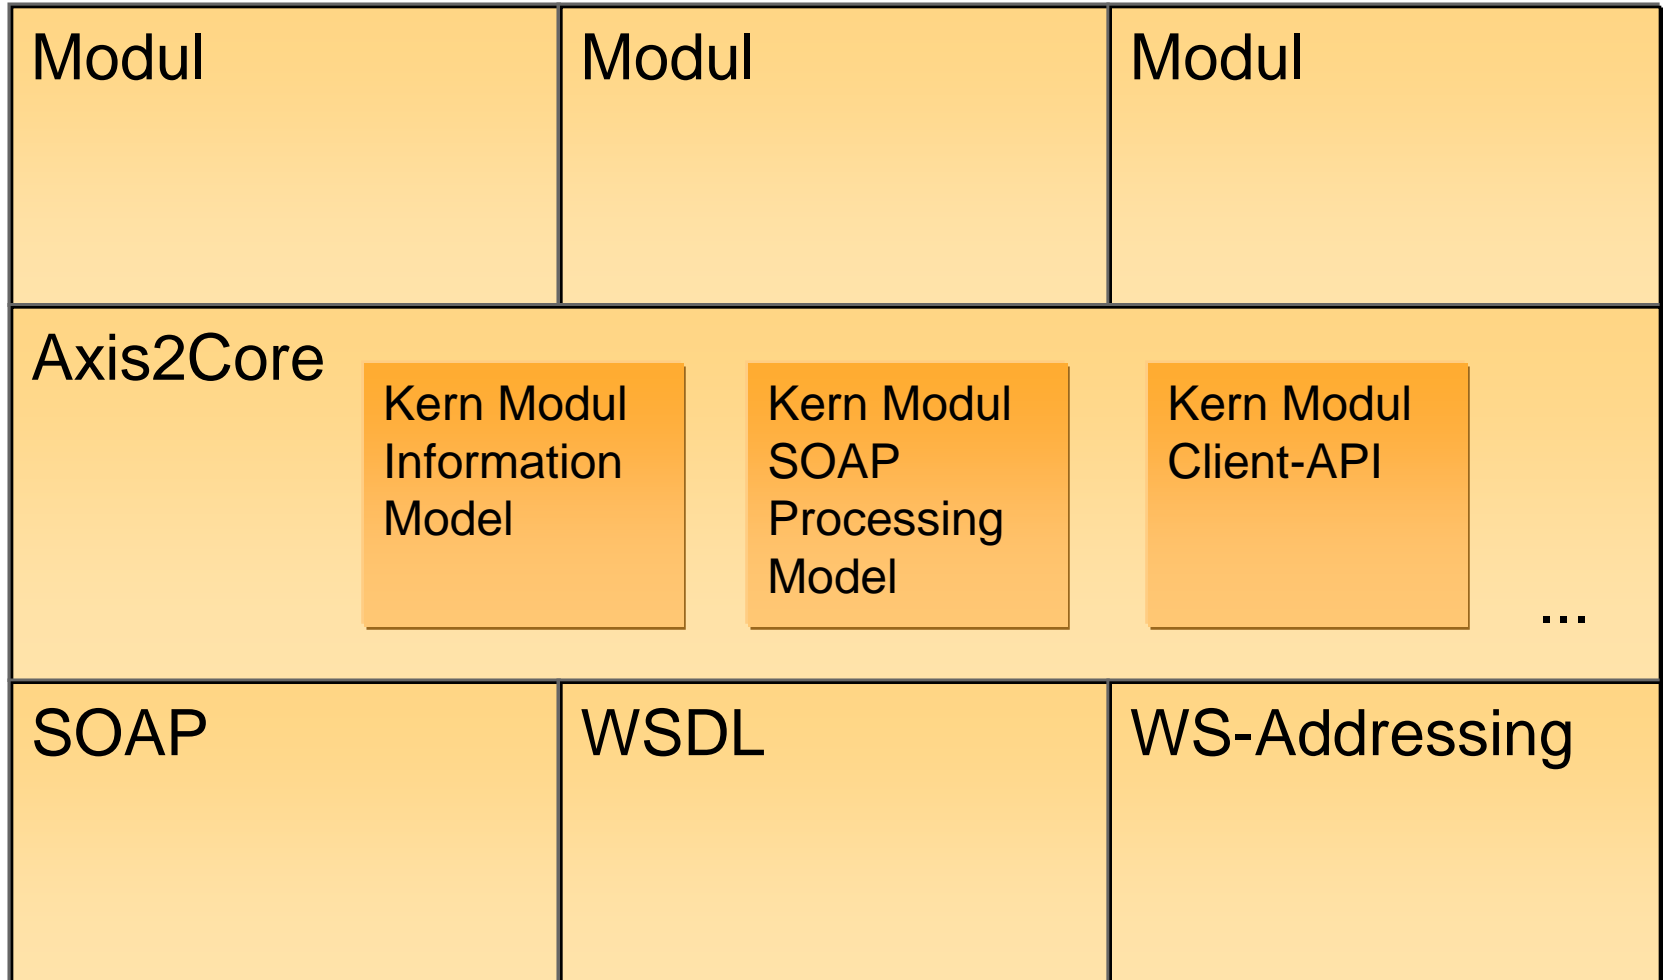 Modul
Modul
Modul
Axis2Core
Kern Modul
Information
Model
Kern Modul
SOAP
Processing
Model
Kern Modul
Client-API
...
SOAP
WSDL
WS-Addressing